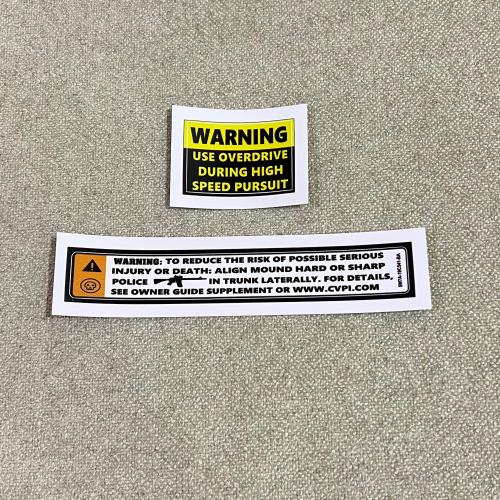 WARNING
USE OVERDRIVE
DURING HIGH
SPEED PURSUIT
WARNING: TO REDUCE THE RISK OF POSSIBLE SERIOUS
INJURY OR DEATH: ALIGN MOUND HARD OR SHARP
POLICE IN TRUNK LATERALLY. FOR DETAILS,
SEE OWNER GUIDE SUPPLEMENT OR WWW.CVPI.COM